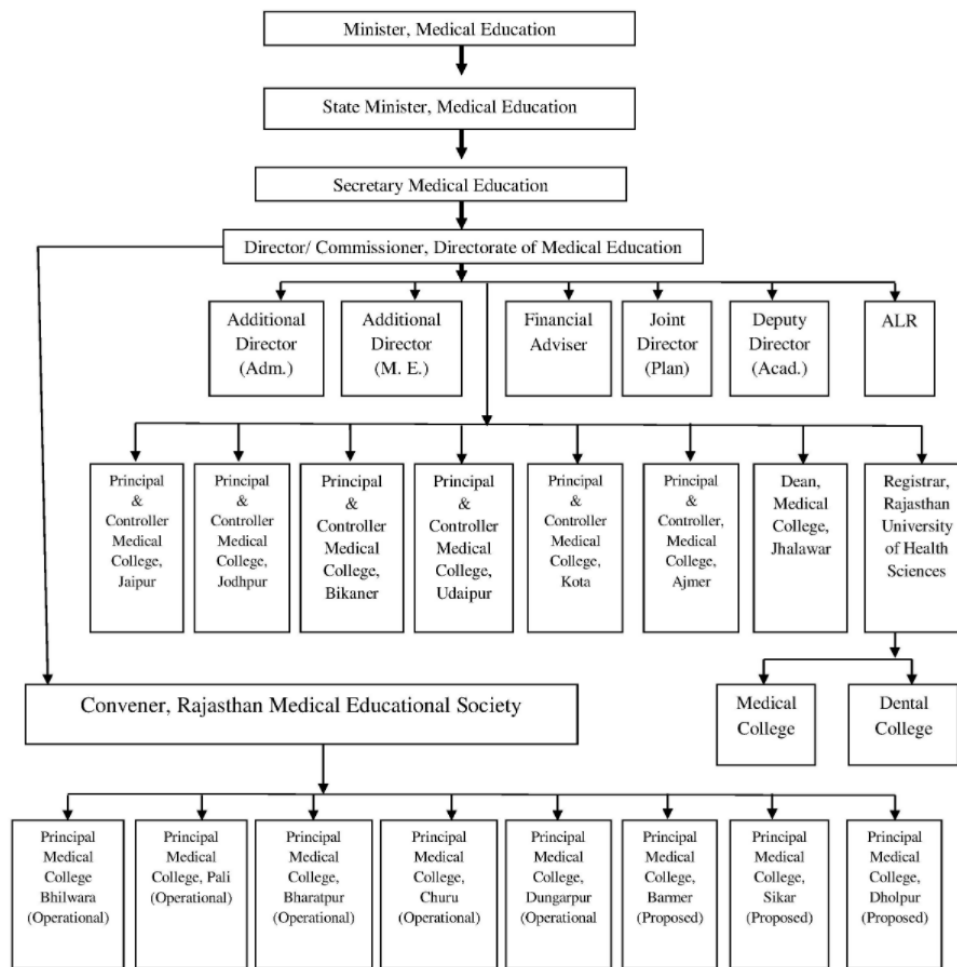 Minister, Medical Education
State Minister, Medical Education
Secretary Medical Education
Director/ Commissioner, Directorate of Medical Education
Additional
Director
(Adm.)
Additional
Director
(M. E.)
Financial
Adviser
Joint
Director
(Plan)
Deputy
Director
(Acad.)
ALR
Principal
&
Controller
Medical
College,
Jaipur
Principal
&
Controller
Medical
College,
Jodhpur
Principal
&
Controller
Medical
College,
Bikaner
Principal
&
Controller
Medical
College,
Udaipur
Principal
&
Controller
Medical
College,
Kota
Principal
&
Controller,
Medical
College,
Ajmer
Dean,
Medical
College,
Jhalawar
Registrar,
Rajasthan
University
of Health
Sciences
Medical
College
Dental
College
Convener, Rajasthan Medical Educational Society
Principal
Medical
College
Bhilwara
(Operational)
Principal
Medical
College, Pali
(Operational)
Principal
Medical
College,
Bharatpur
(Operational)
Principal
Medical
College,
Churu
(Operational)
Principal
Medical
College,
Dungarpur
(Operational
Principal
Medical
College,
Barmer
(Proposed)
Principal
Medical
College,
Sikar
(Proposed)
Principal
Medical
College,
Dholpur
(Proposed)